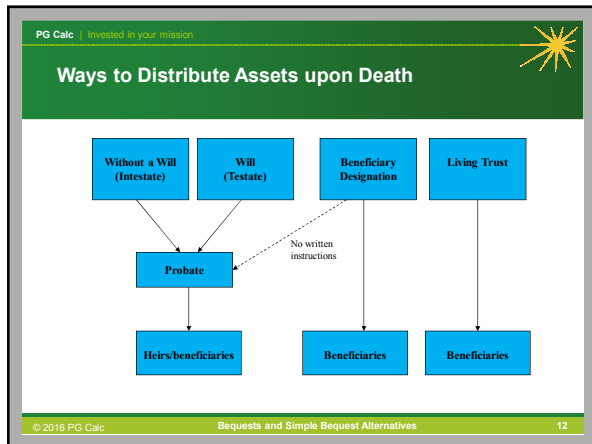 PG Calc | Invested in your mission
Ways to Distribute Assets upon Death
Without a Will
(Intestate)
Will
(Testate)
Beneficiary
Designation
Living Trust
No written
instructions
Probate
Heirs/beneficiaries
Beneficiaries
Beneficiaries
© 2016 PG Calc
Bequests and Simple Bequest Alternatives
12